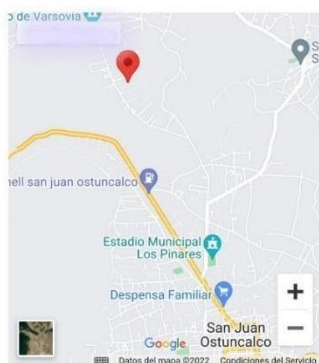 o de Varsovia
S
S
nell san juan ostuncalco
Estadio Municipal
Los Pinares
Despensa Familiar
+
San Juan
Ostuncalco
−
Google
Datos del mapa ©2022 Condiciones del Servicio